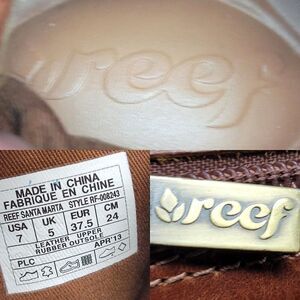 reef
MADE IN CHINA
FABRIQUE EN CHINE
REEF SANTA MARTA STYLE RF-008243
USA UK EUR CM
7 5 37.5 24
LEATHER UPPER
RUBBER OUTSOLE
PLC APR'13
reef